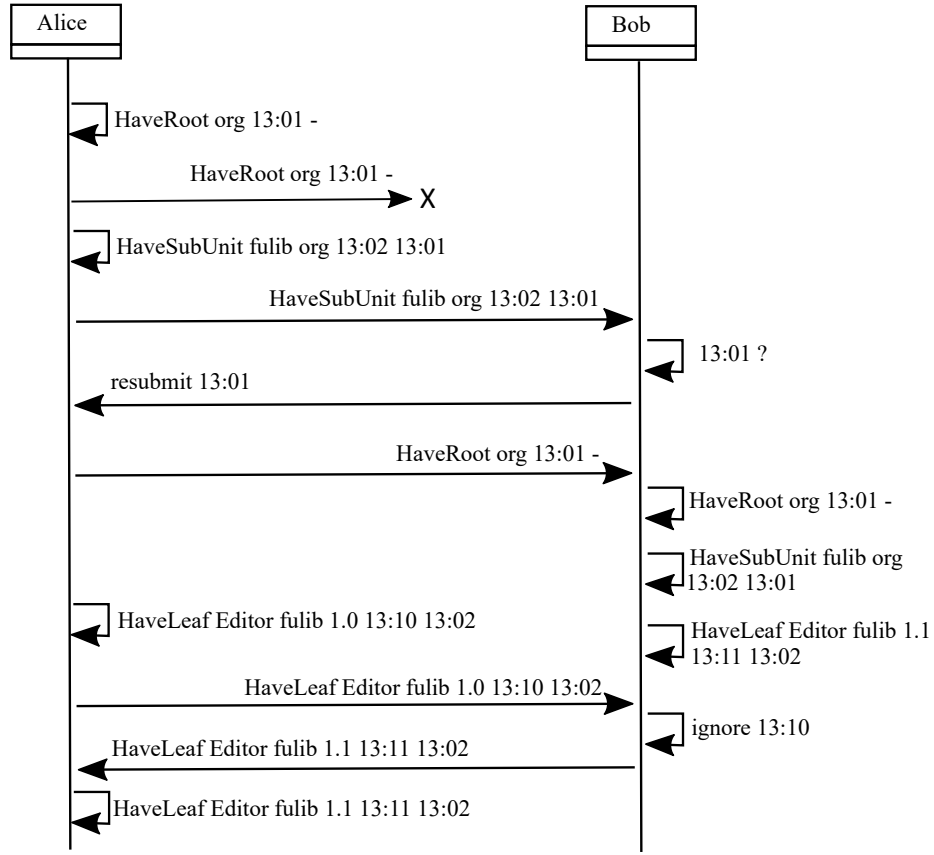 Alice
Bob
HaveRoot org 13:01 -
HaveRoot org 13:01 -
X
HaveSubUnit fulib org 13:02 13:01
HaveSubUnit fulib org 13:02 13:01
13:01 ?
resubmit 13:01
HaveRoot org 13:01 -
HaveRoot org 13:01 -
HaveSubUnit fulib org
13:02 13:01
HaveLeaf Editor fulib 1.0 13:10 13:02
HaveLeaf Editor fulib 1.1
13:11 13:02
HaveLeaf Editor fulib 1.0 13:10 13:02
ignore 13:10
HaveLeaf Editor fulib 1.1 13:11 13:02
HaveLeaf Editor fulib 1.1 13:11 13:02